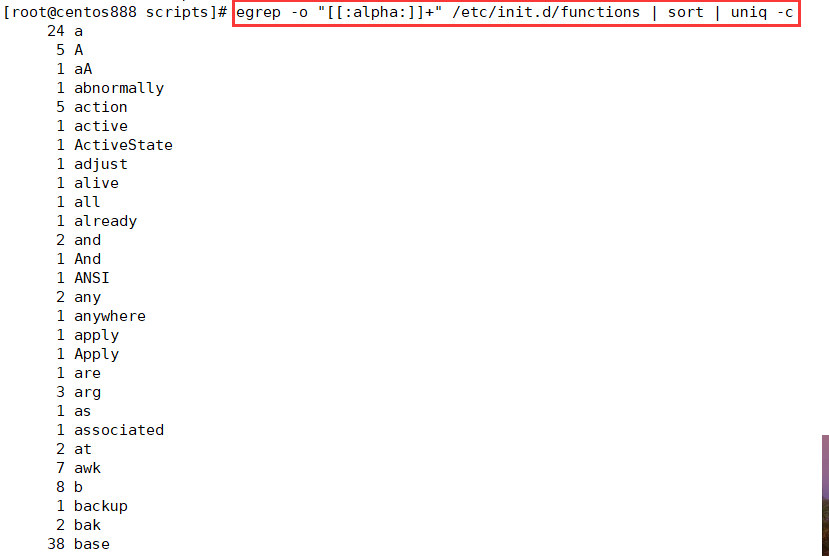 [root@centos888 scripts]# egrep -o "[[:alpha:]]+" /etc/init.d/functions | sort | uniq -c
24 a
5 A
1 aA
1 abnormally
5 action
1 active
1 ActiveState
1 adjust
1 alive
1 all
1 already
2 and
1 And
1 ANSI
2 any
1 anywhere
1 apply
1 Apply
1 are
3 arg
1 as
1 associated
2 at
7 awk
8 b
1 backup
2 bak
38 base